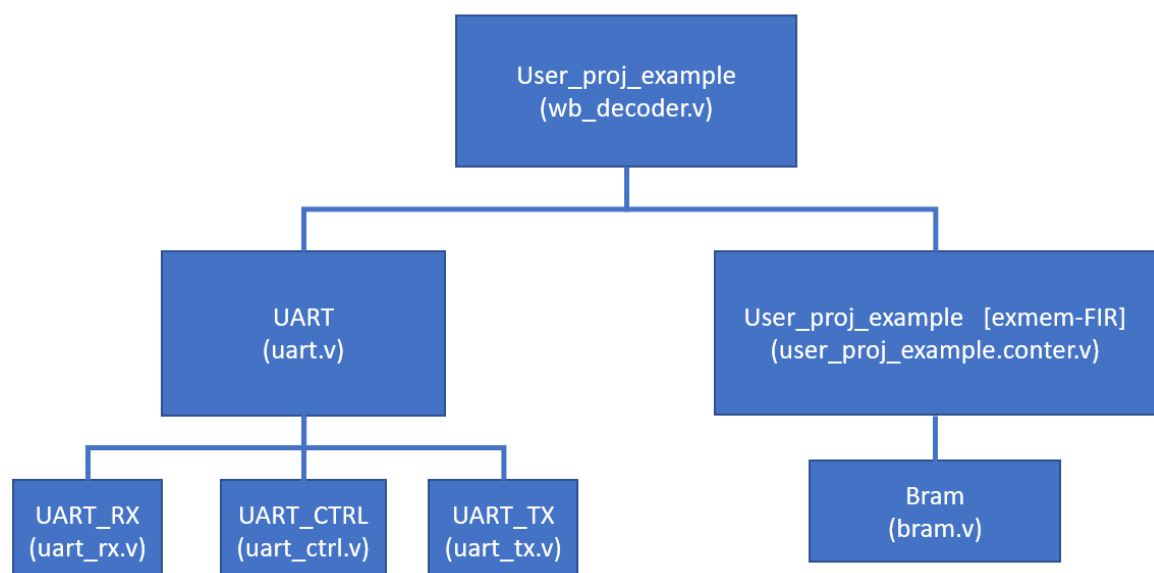 User_proj_example
(wb_decoder.v)
UART
(uart.v)
User_proj_example [exmem-FIR]
(user_proj_example.conter.v)
UART_RX
(uart_rx.v)
UART_CTRL
(uart_ctrl.v)
UART_TX
(uart_tx.v)
Bram
(bram.v)